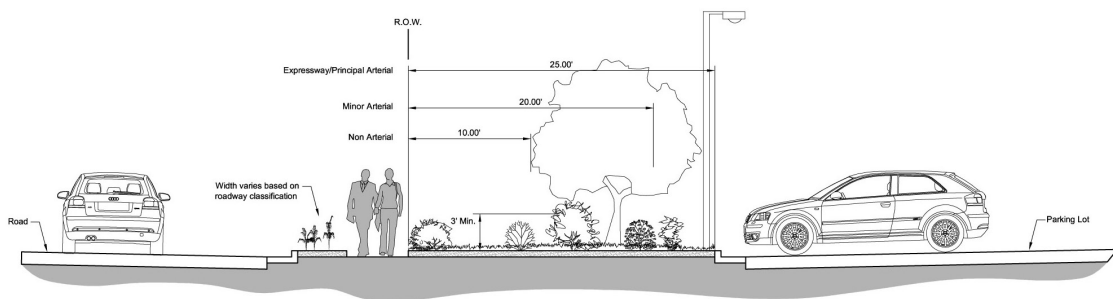 R.O.W.
Expressway/Principal Arterial
25.00'
Minor Arterial
20.00'
Non Arterial
10.00'
Width varies based on
roadway classification
3' Min.
Road
Parking Lot